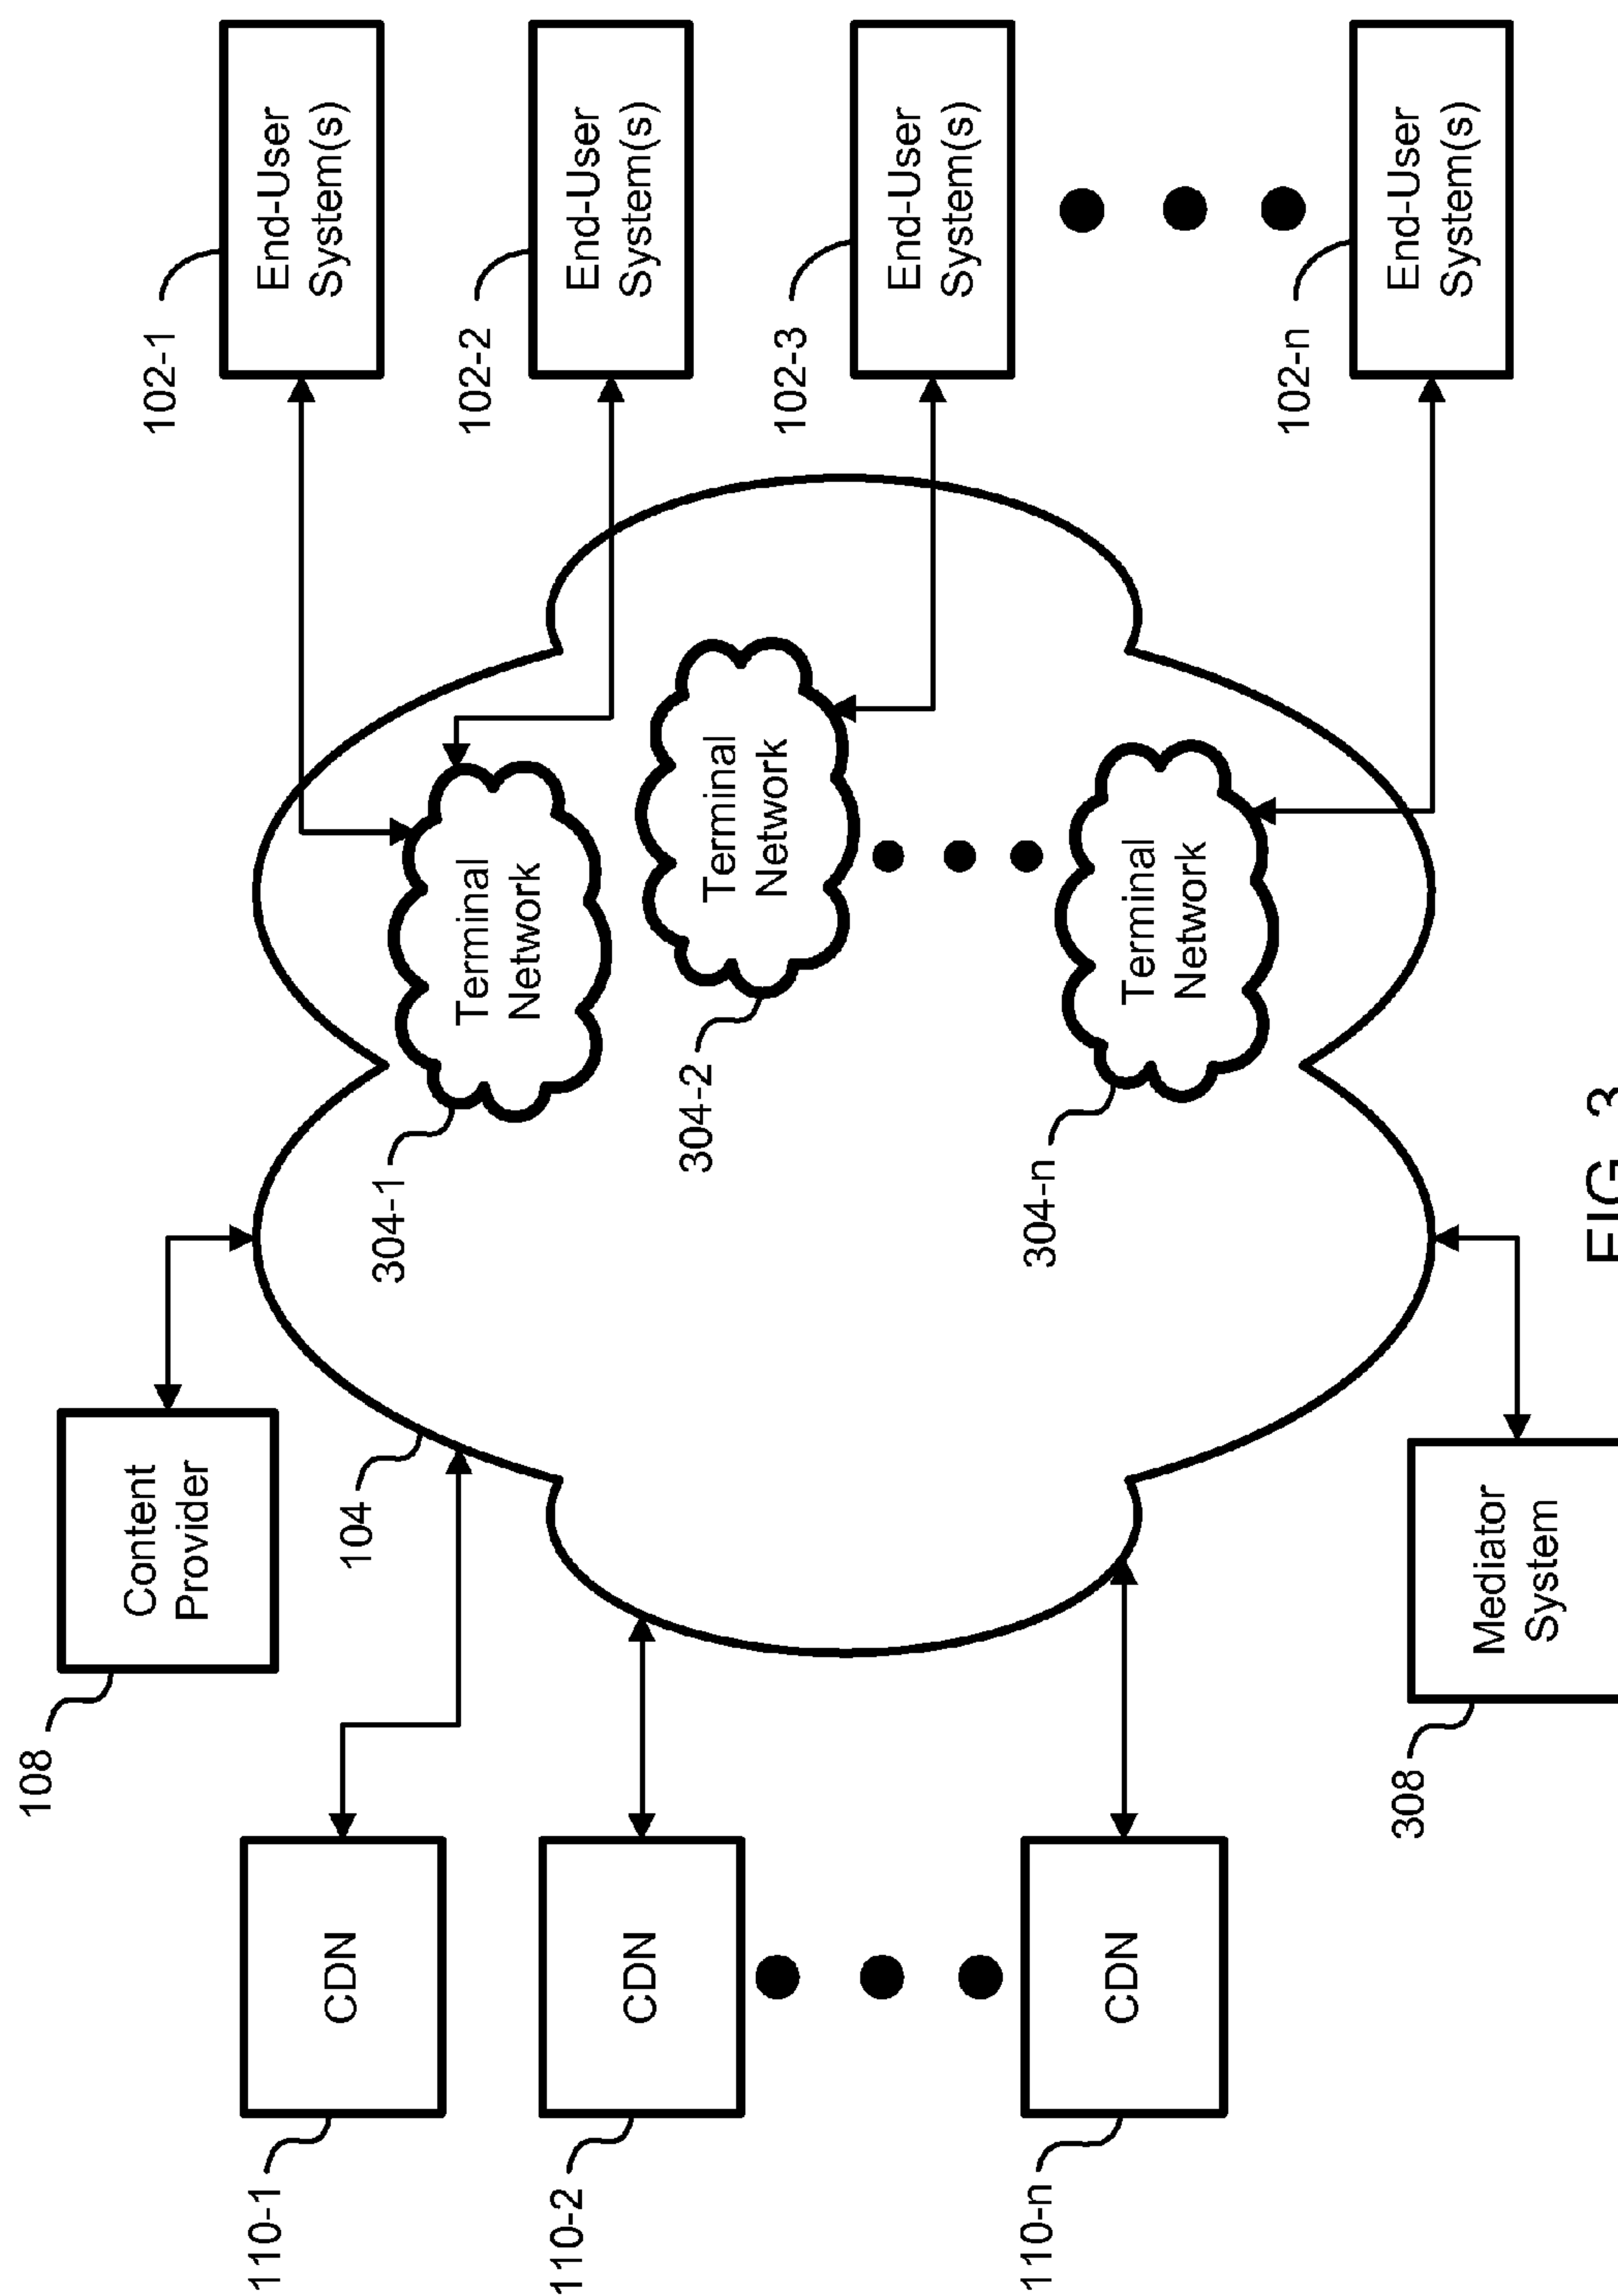 108
Content
Provider
104
110-1
CDN
110-2
CDN
110-n
CDN
308
Mediator
System
304-1
Terminal
Network
304-2
Terminal
Network
304-n
Terminal
Network
102-1
End-User
System(s)
102-2
End-User
System(s)
102-3
End-User
System(s)
102-n
End-User
System(s)
FIG. 3